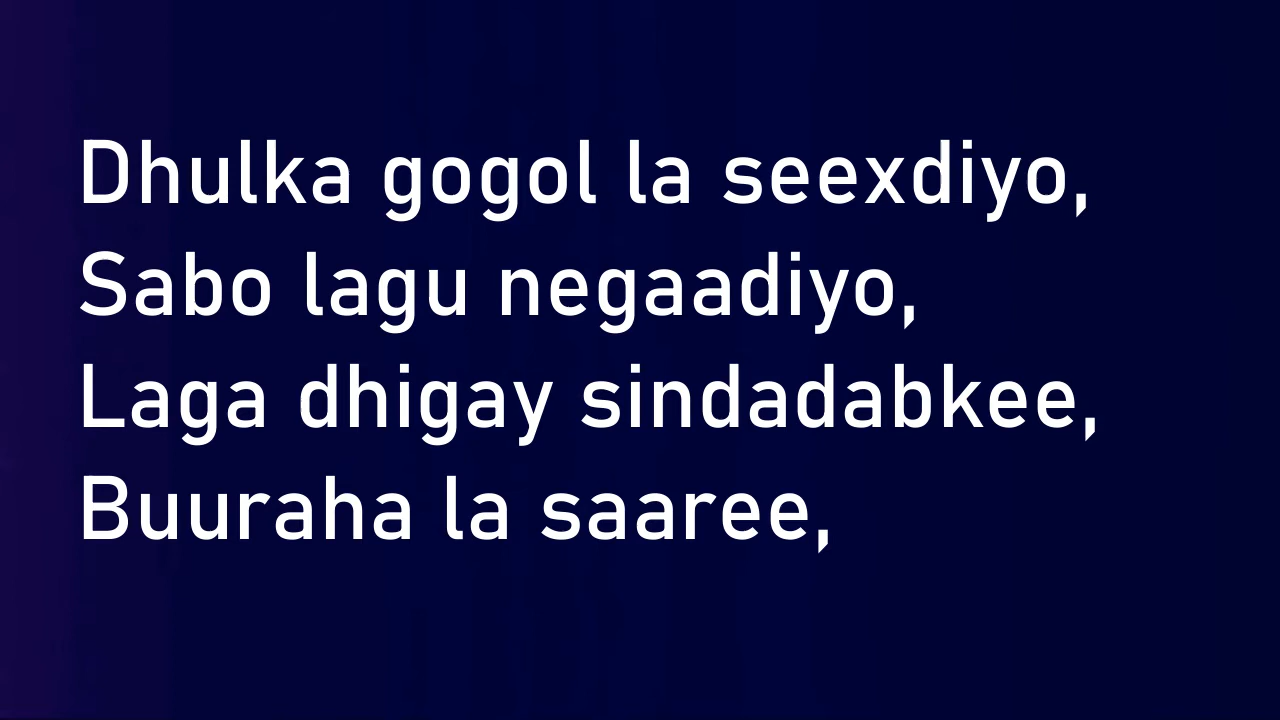 Dhulka gogol la seexdiyo,
Sabo lagu negaadiyo,
Laga dhigay sindadabkee,
Buuraha la saaree,